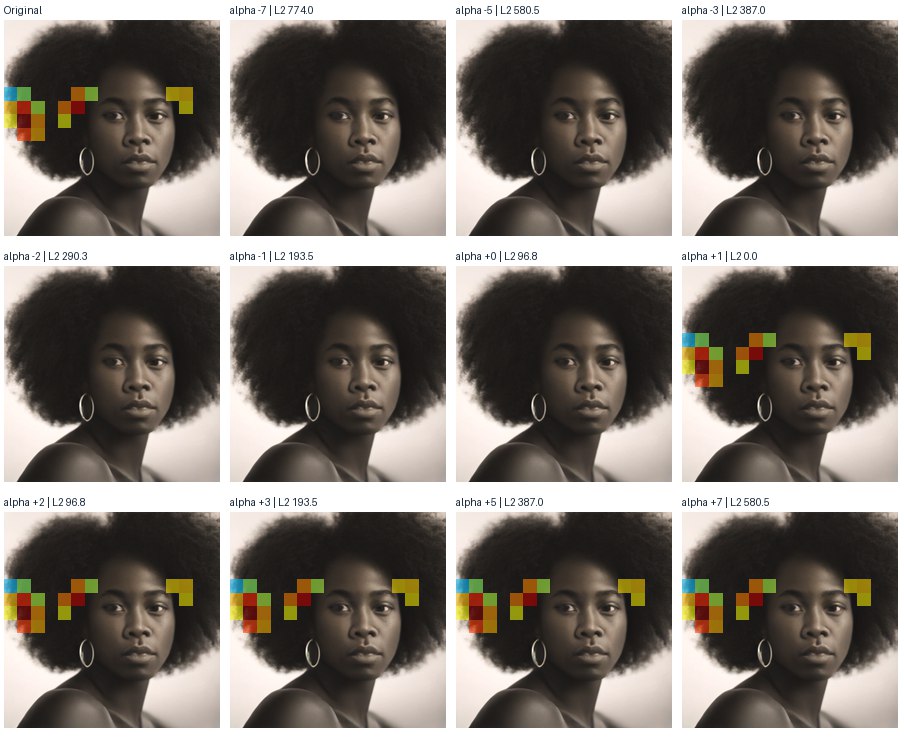 Original
alpha -7 | L2 774.0
alpha -5 | L2 580.5
alpha -3 | L2 387.0
alpha -2 | L2 290.3
alpha -1 | L2 193.5
alpha +0 | L2 96.8
alpha +1 | L2 0.0
alpha +2 | L2 96.8
alpha +3 | L2 193.5
alpha +5 | L2 387.0
alpha +7 | L2 580.5